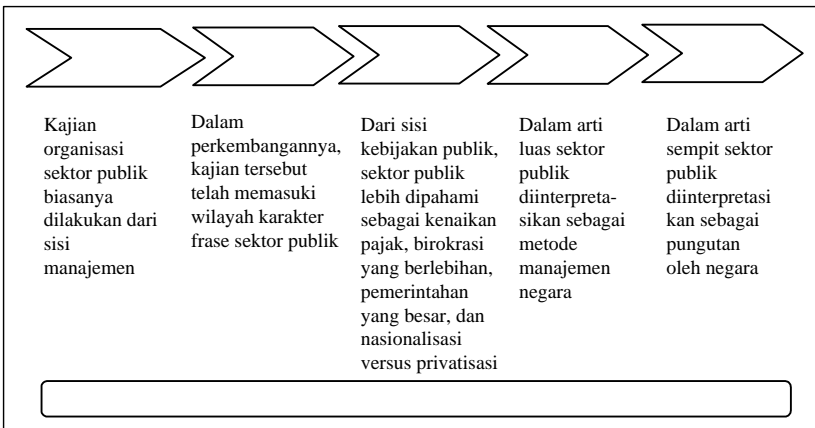 Kajian
organisasi
sektor publik
biasanya
dilakukan dari
sisi
manajemen
Dalam
perkembangannya,
kajian tersebut
telah memasuki
wilayah karakter
frase sektor publik
Dari sisi
kebijakan publik,
sektor publik
lebih dipahami
sebagai kenaikan
pajak, birokrasi
yang berlebihan,
pemerintahan
yang besar, dan
nasionalisasi
versus privatisasi
Dalam arti
luas sektor
publik
diinterpreta-
sikan sebagai
metode
manajemen
negara
Dalam arti
sempit sektor
publik
diinterpretasi
kan sebagai
pungutan
oleh negara